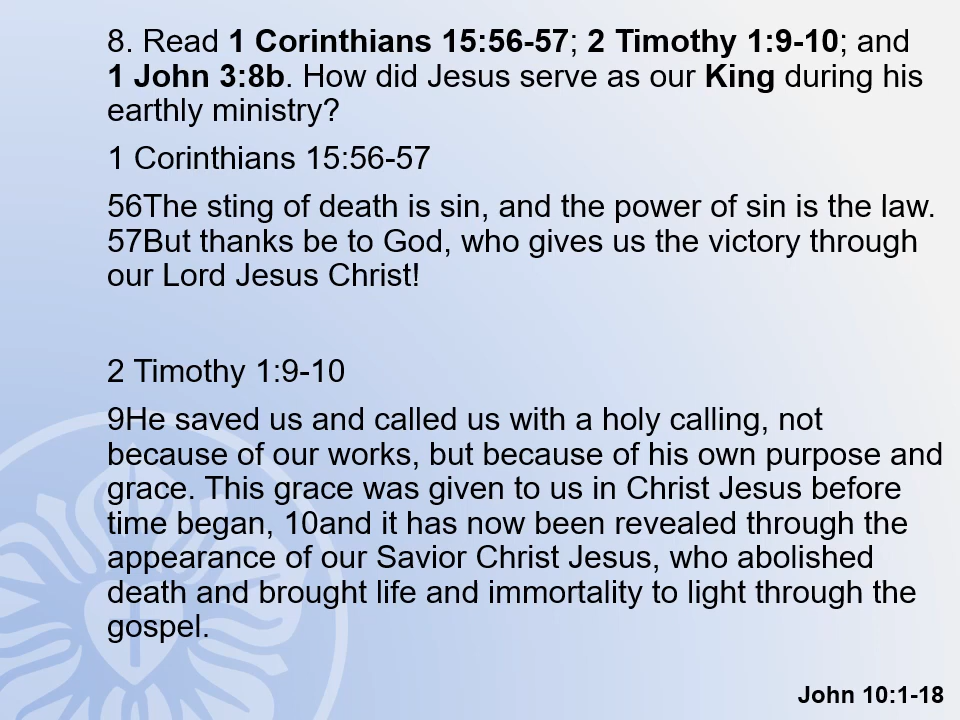 8. Read 1 Corinthians 15:56-57; 2 Timothy 1:9-10; and
1 John 3:8b. How did Jesus serve as our King during his
earthly ministry?
1 Corinthians 15:56-57
56The sting of death is sin, and the power of sin is the law.
57But thanks be to God, who gives us the victory through
our Lord Jesus Christ!
2 Timothy 1:9-10
9He saved us and called us with a holy calling, not
because of our works, but because of his own purpose and
grace. This grace was given to us in Christ Jesus before
time began, 10and it has now been revealed through the
appearance of our Savior Christ Jesus, who abolished
death and brought life and immortality to light through the
gospel.
John 10:1-18